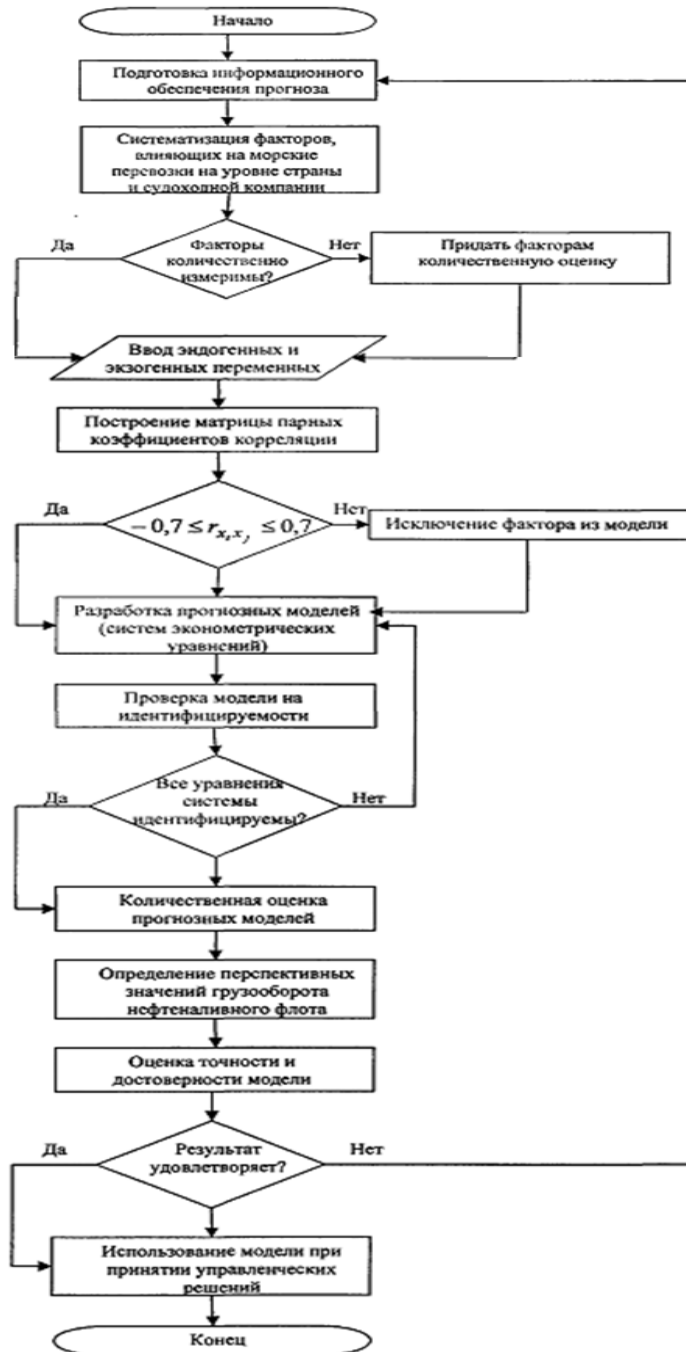 Начало
Подготовка информационного
обеспечения прогноза
Систематизация факторов,
влияющих на морские
перевозки на уровне страны
и судоходной компании
Да
Факторы
количественно
измеримы?
Нет
Придать факторам
количественную оценку
Ввод эндогенных и
экзогенных переменных
Построение матрицы парных
коэффициентов корреляции
Да
− 0,7 ≤ r_{x_i x_j} ≤ 0,7
Нет
Исключение фактора из модели
Разработка прогнозных моделей
(систем эконометрических
уравнений)
Проверка модели на
идентифицируемости
Да
Все уравнения
системы
идентифицируемы?
Нет
Количественная оценка
прогнозных моделей
Определение перспективных
значений грузооборота
нефтеналивного флота
Оценка точности и
достоверности модели
Да
Результат
удовлетворяет?
Нет
Использование модели при
принятии управленческих
решений
Конец